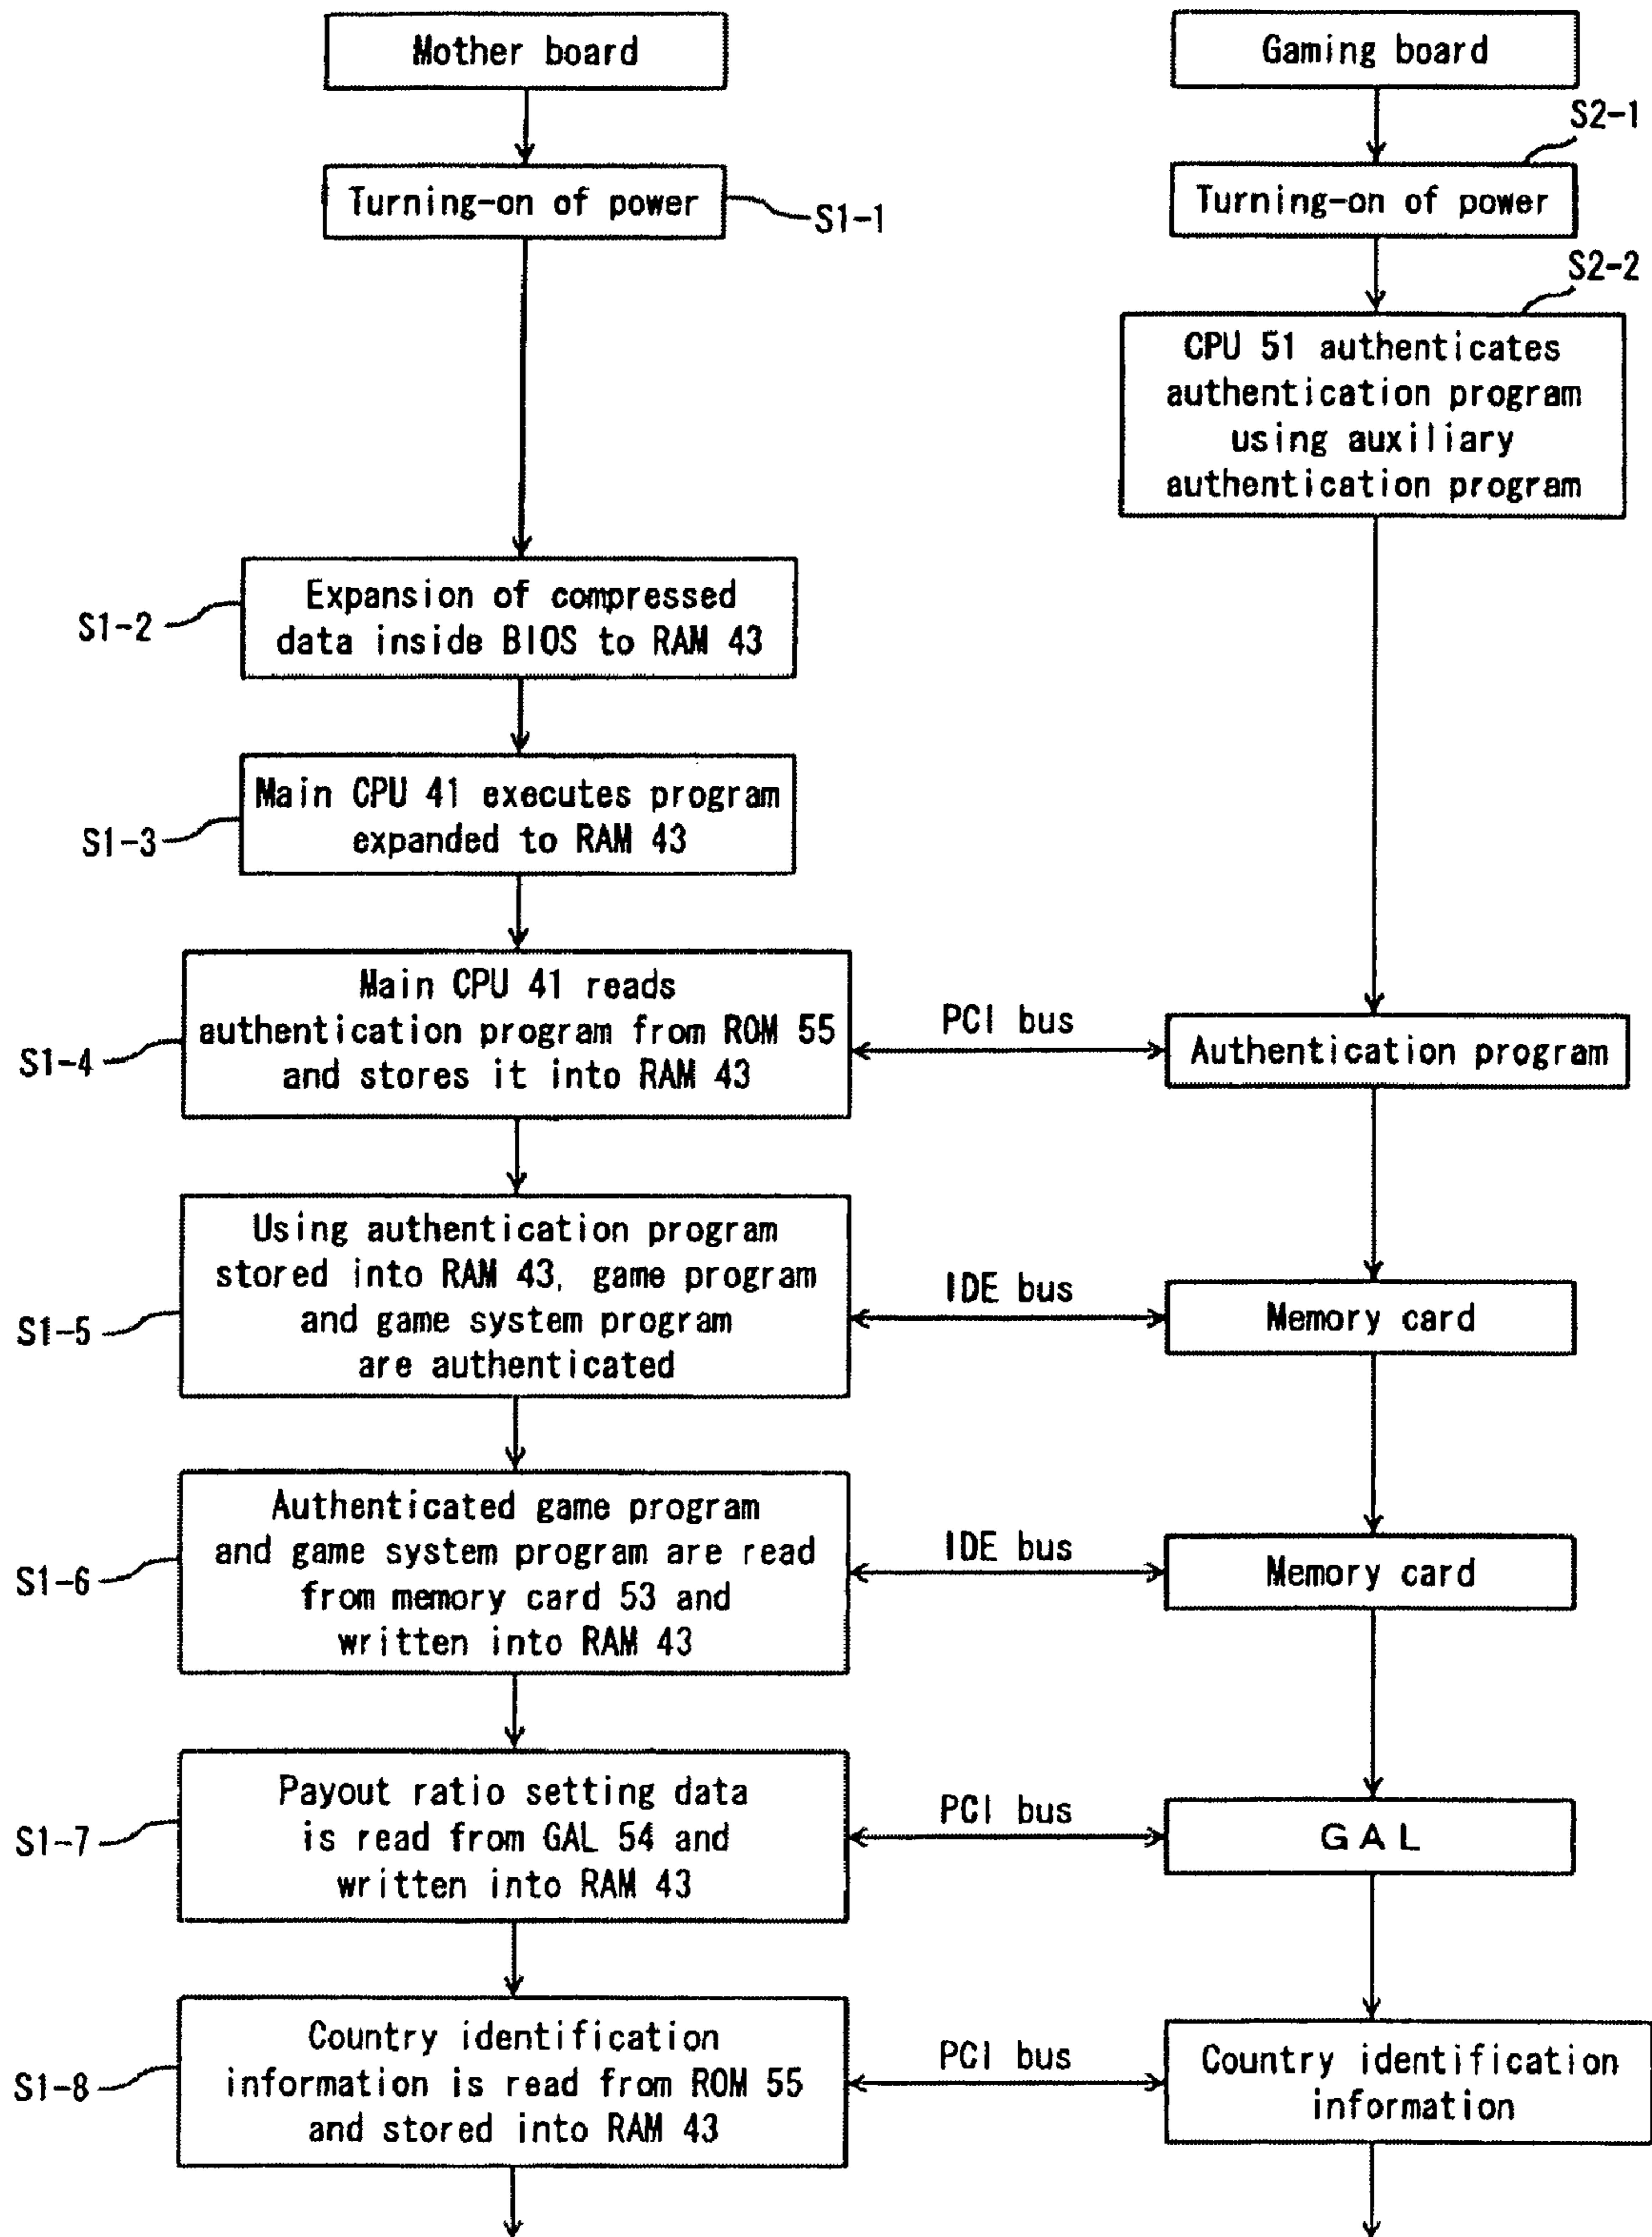 Mother board
Gaming board
S2-1
Turning-on of power
S1-1
Turning-on of power
S2-2
CPU 51 authenticates
authentication program
using auxiliary
authentication program
Expansion of compressed
data inside BIOS to RAM 43
S1-2
Main CPU 41 executes program
expanded to RAM 43
S1-3
Main CPU 41 reads
authentication program from ROM 55
and stores it into RAM 43
S1-4
PCI bus
Authentication program
Using authentication program
stored into RAM 43, game program
and game system program
are authenticated
S1-5
IDE bus
Memory card
Authenticated game program
and game system program are read
from memory card 53 and
written into RAM 43
S1-6
IDE bus
Memory card
Payout ratio setting data
is read from GAL 54 and
written into RAM 43
S1-7
PCI bus
GAL
Country identification
information is read from ROM 55
and stored into RAM 43
S1-8
PCI bus
Country identification
information